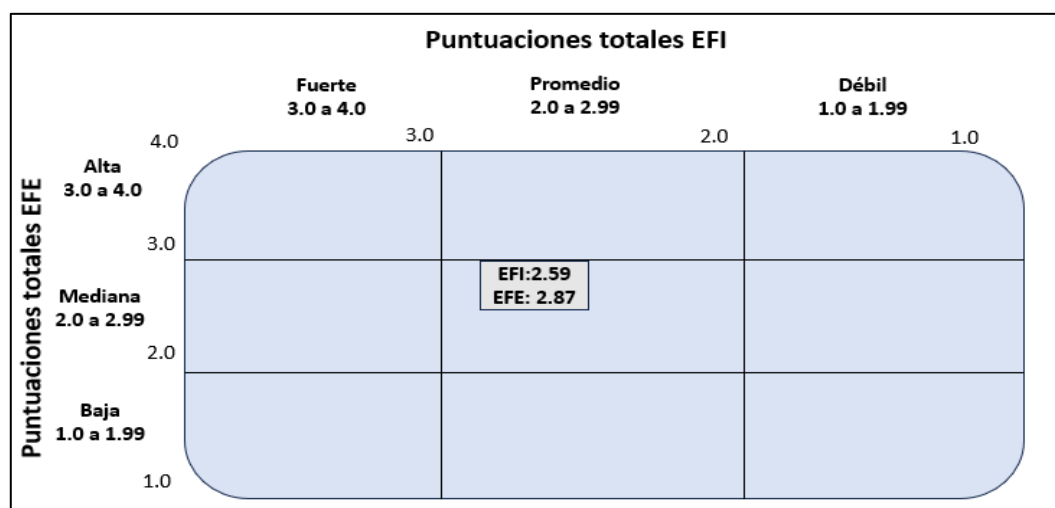 Puntuaciones totales EFI
Fuerte
3.0 a 4.0
Promedio
2.0 a 2.99
Débil
1.0 a 1.99
4.0
3.0
2.0
1.0
Puntuaciones totales EFE
Alta
3.0 a 4.0
3.0
EFI:2.59
EFE: 2.87
Mediana
2.0 a 2.99
2.0
Baja
1.0 a 1.99
1.0